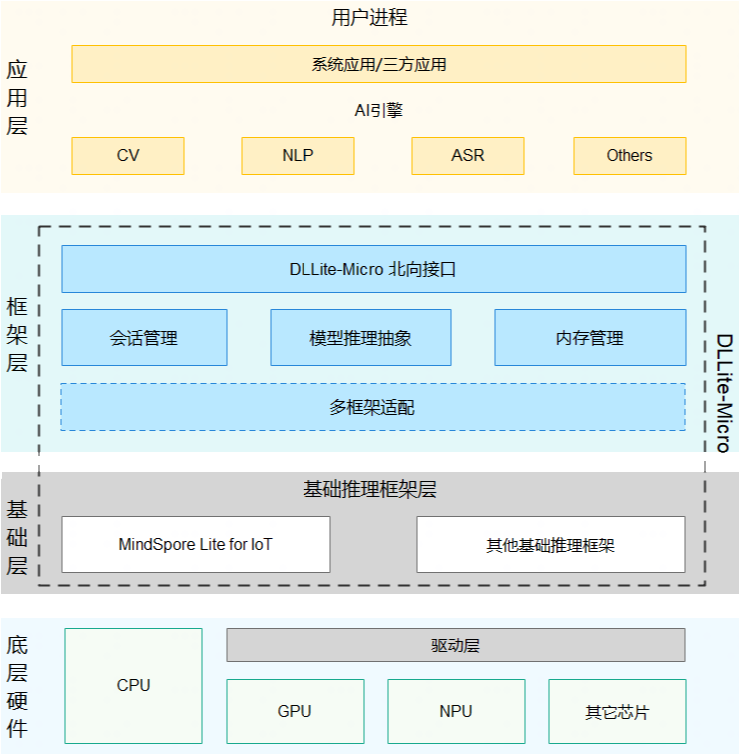 应用层
用户进程
系统应用/三方应用
AI引擎
CV
NLP
ASR
Others
框架层
DLLite-Micro 北向接口
会话管理
模型推理抽象
内存管理
多框架适配
DLLite-Micro
基础层
基础推理框架层
MindSpore Lite for IoT
其他基础推理框架
底层硬件
CPU
驱动层
GPU
NPU
其它芯片